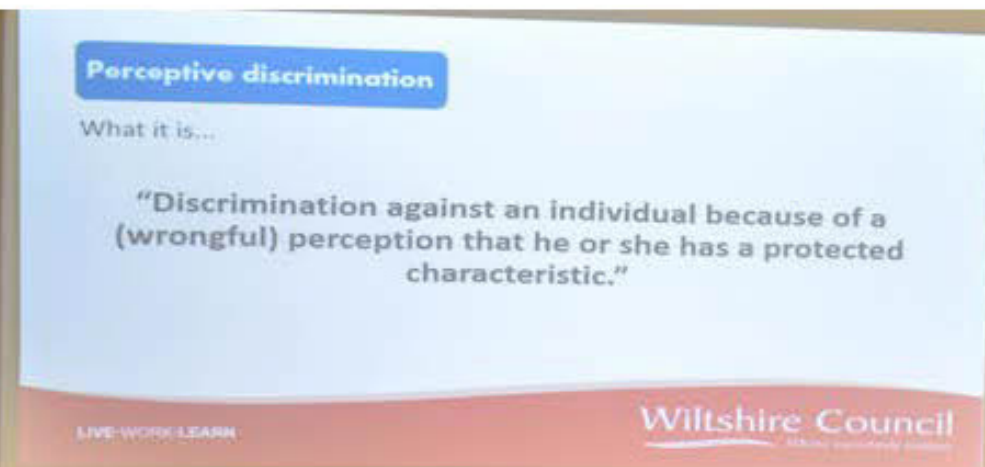 Perceptive discrimination
What it is...
“Discrimination against an individual because of a
(wrongful) perception that he or she has a protected
characteristic.”
LIVE·WORK·LEARN
Wiltshire Council